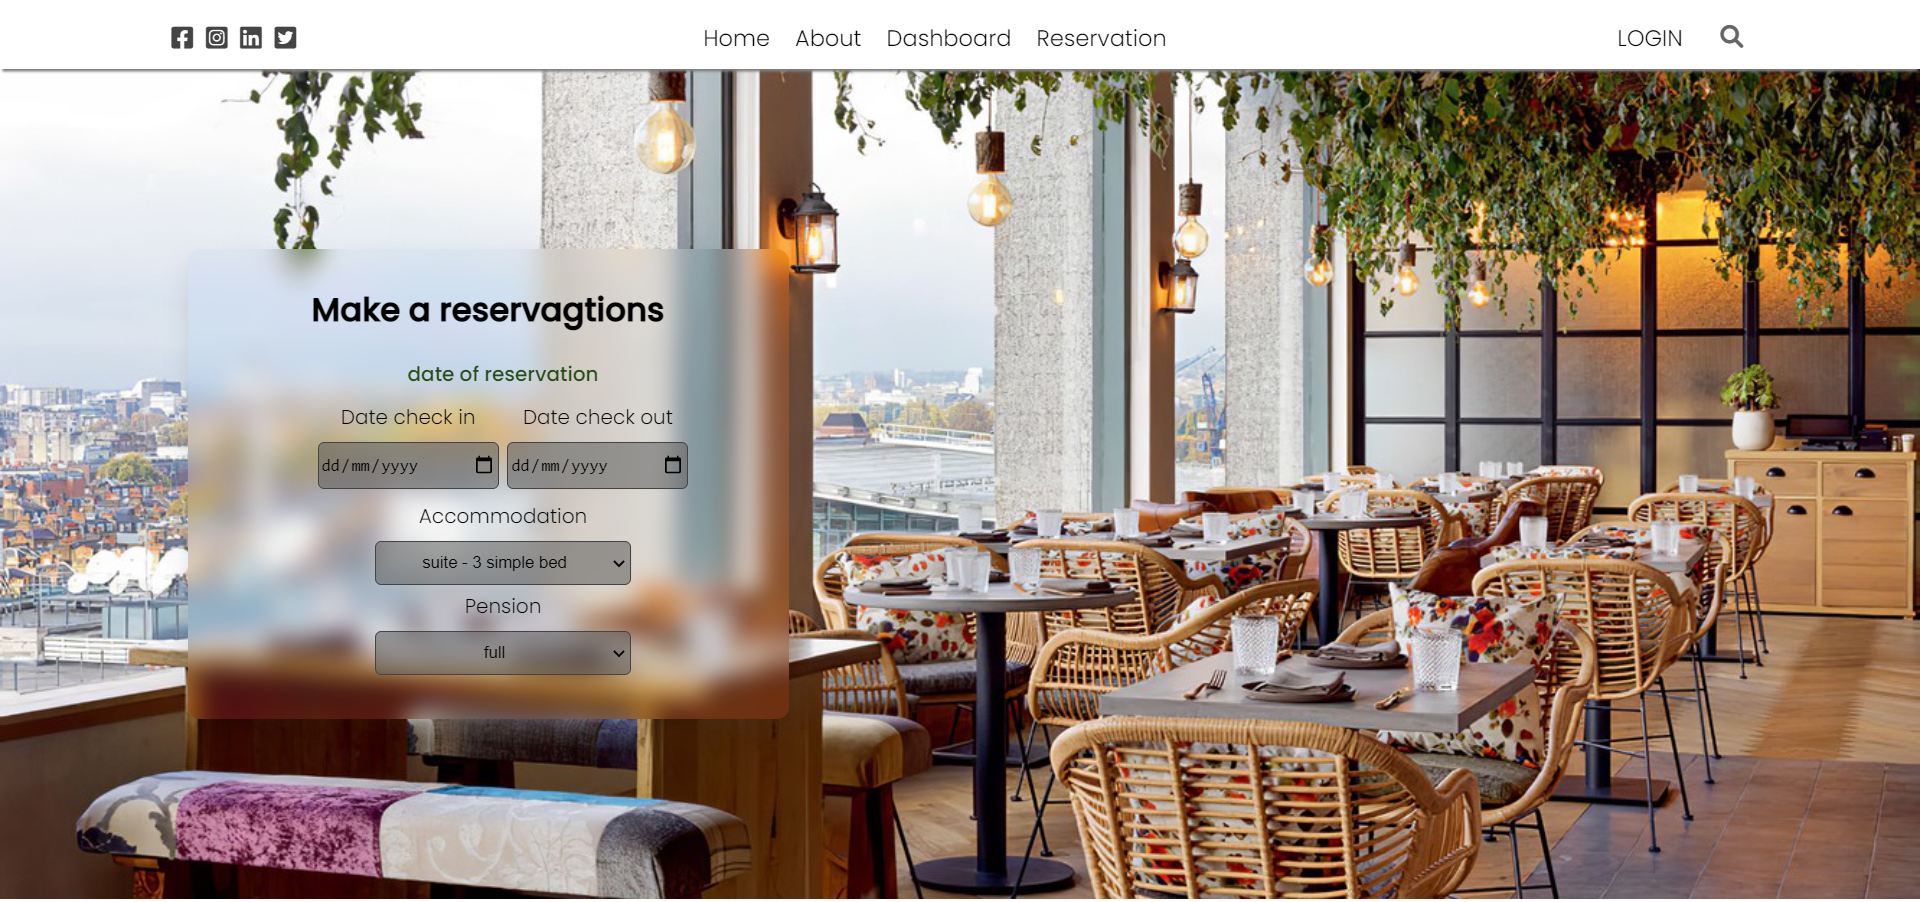 Home About Dashboard Reservation LOGIN
Make a reservagtions
date of reservation
Date check in Date check out
dd/mm/yyyy dd/mm/yyyy
Accommodation
suite - 3 simple bed
Pension
full